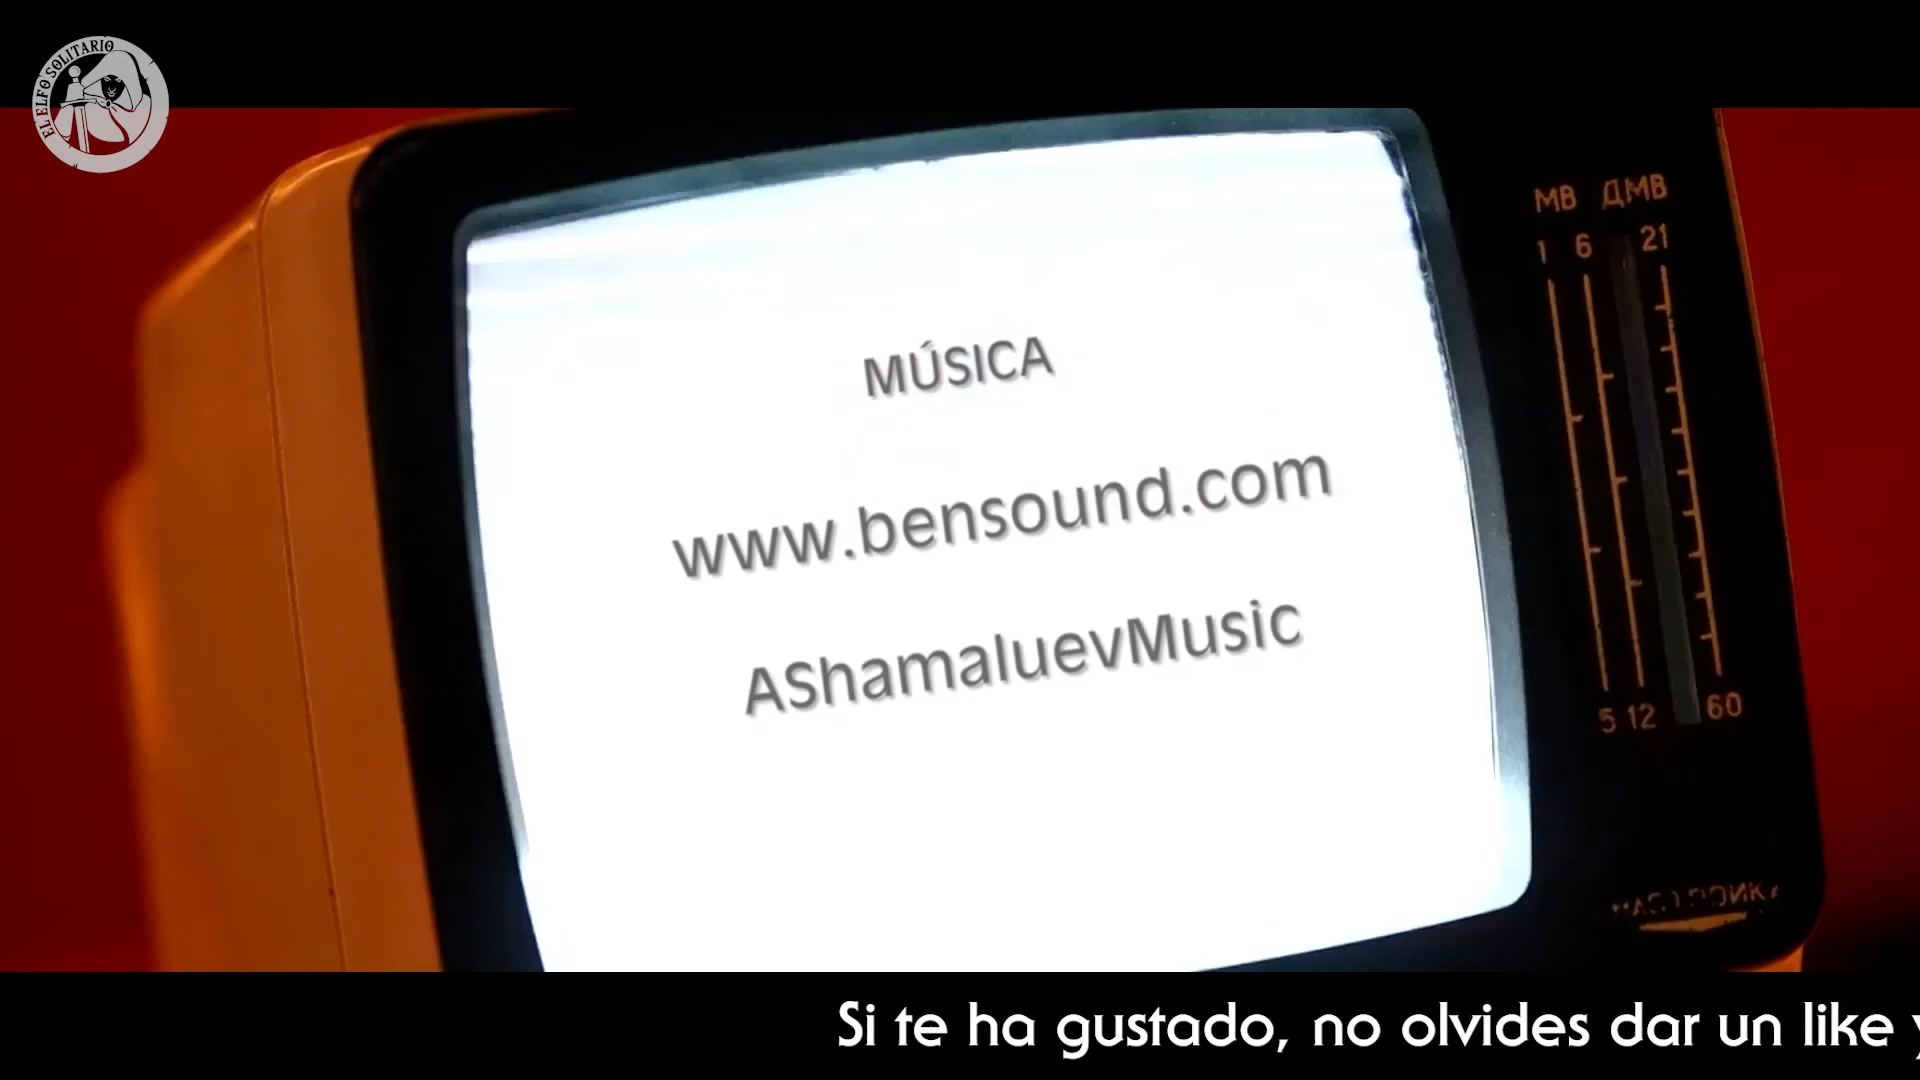 EL ELFO SOLITARIO
MВ ДМВ
1 6 21
MÚSICA
www.bensound.com
AShamaluevMusic
5 12 60
Si te ha gustado, no olvides dar un like y